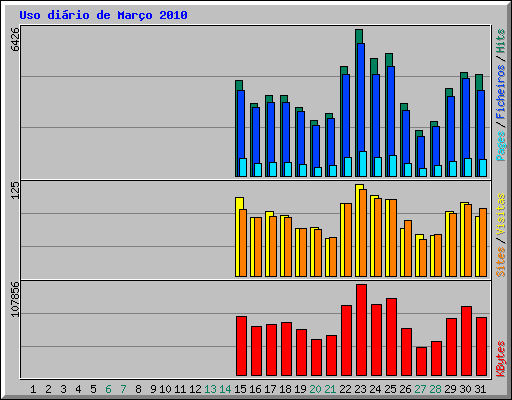 Uso diário de Março 2010
6426
125
107856
Pages / Ficheiros / Hits
Sites / Visitas
KBytes
1 2 3 4 5 6 7 8 9 10 11 12 13 14 15 16 17 18 19 20 21 22 23 24 25 26 27 28 29 30 31